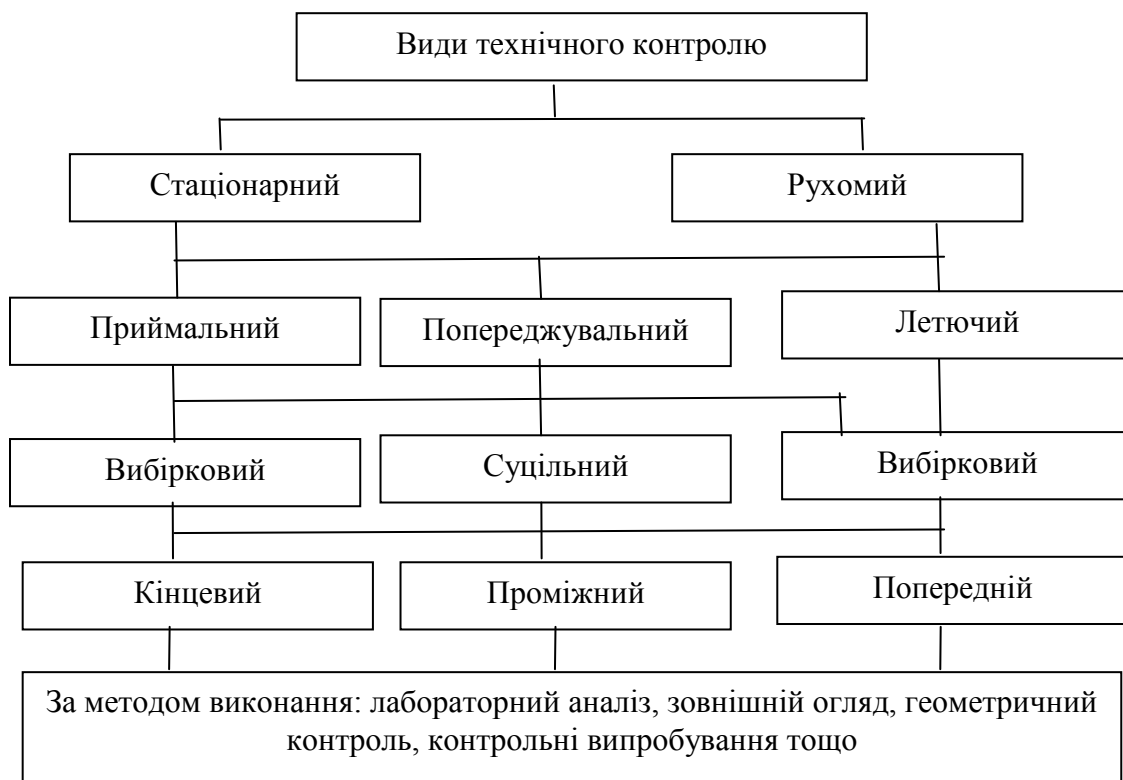 Види технічного контролю
Стаціонарний
Рухомий
Приймальний
Попереджувальний
Летючий
Вибірковий
Суцільний
Вибірковий
Кінцевий
Проміжний
Попередній
За методом виконання: лабораторний аналіз, зовнішній огляд, геометричний
контроль, контрольні випробування тощо